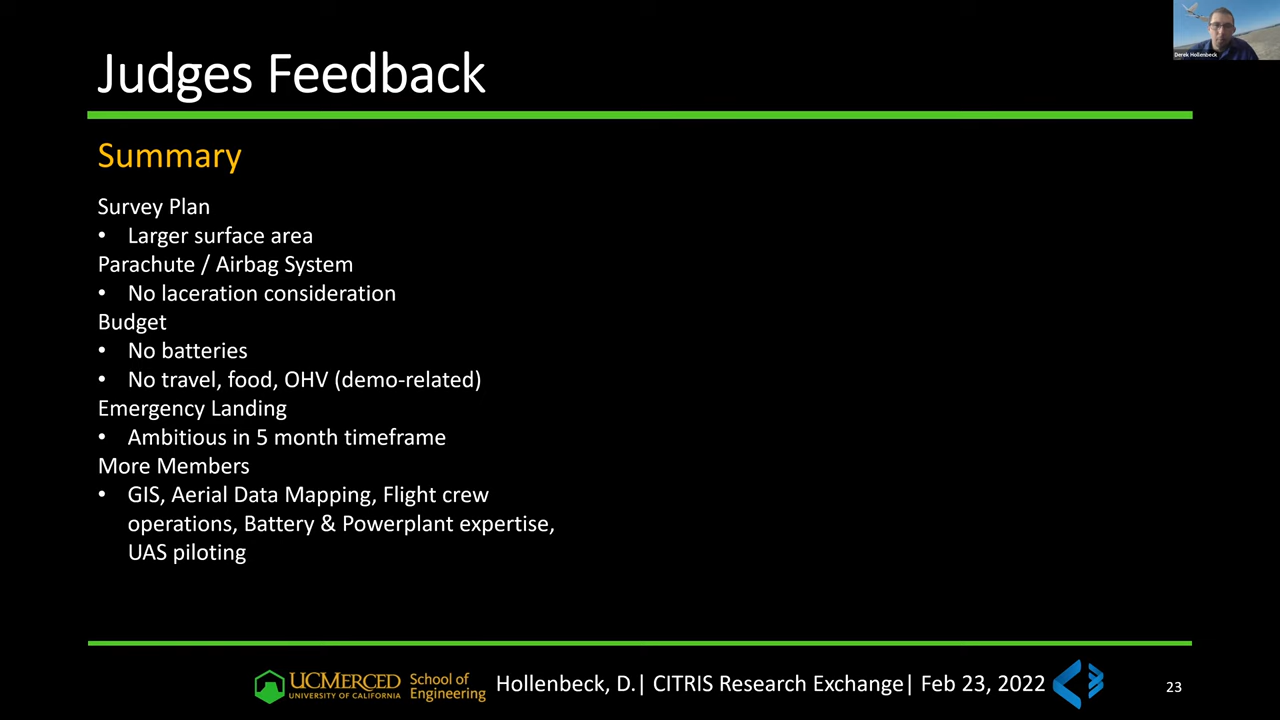 Derek Hollenbeck
Judges Feedback
Summary
Survey Plan
• Larger surface area
Parachute / Airbag System
• No laceration consideration
Budget
• No batteries
• No travel, food, OHV (demo-related)
Emergency Landing
• Ambitious in 5 month timeframe
More Members
• GIS, Aerial Data Mapping, Flight crew
operations, Battery & Powerplant expertise,
UAS piloting
UCMERCED
UNIVERSITY OF CALIFORNIA
School of
Engineering
Hollenbeck, D.| CITRIS Research Exchange| Feb 23, 2022
23